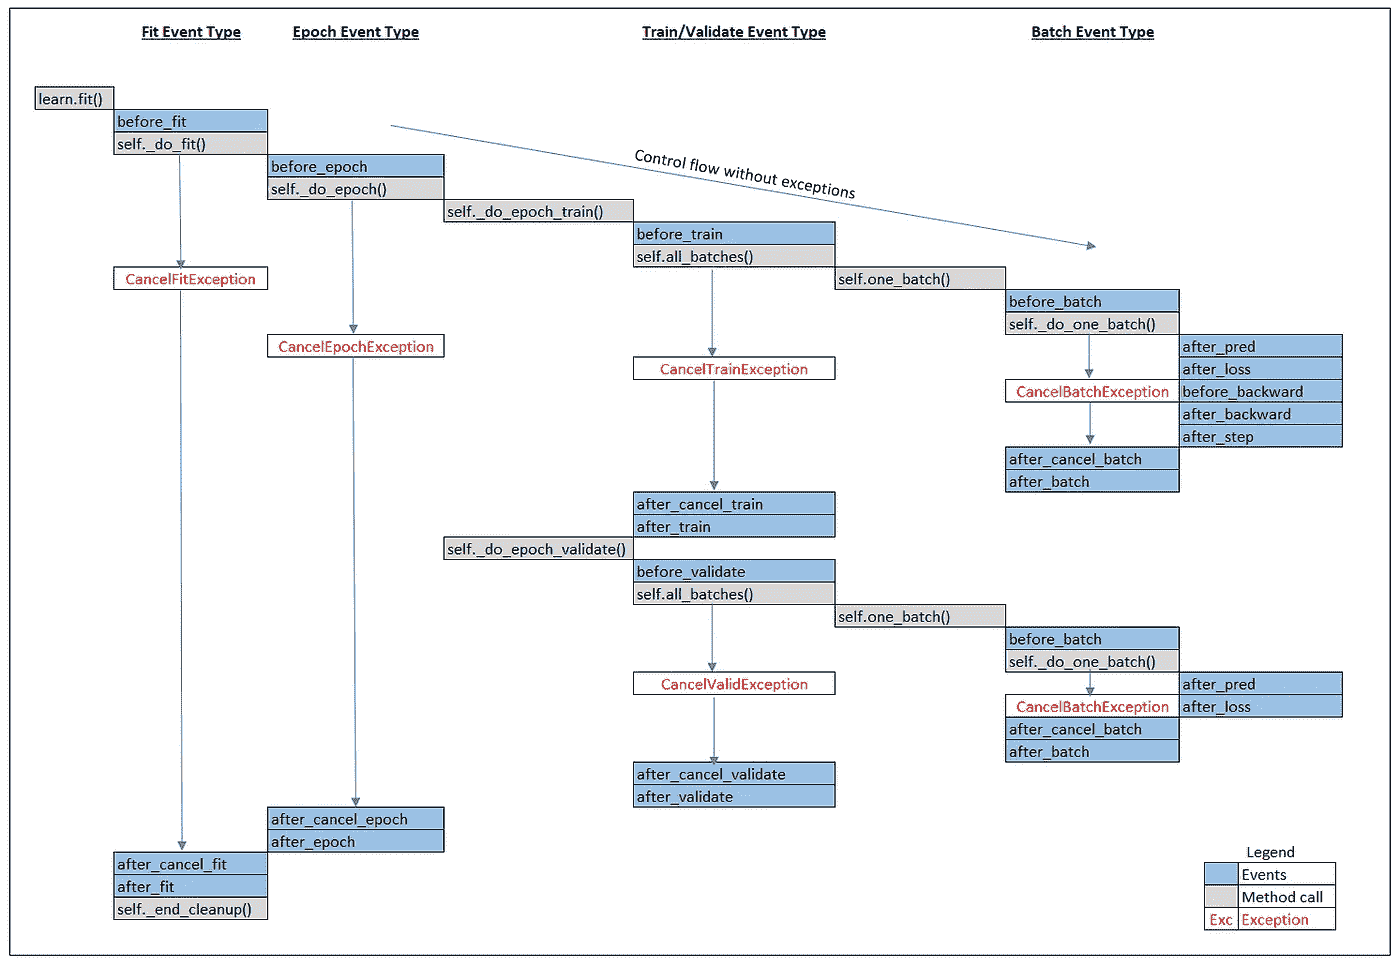 Fit Event Type
Epoch Event Type
Train/Validate Event Type
Batch Event Type
learn.fit()
before_fit
self._do_fit()
Control flow without exceptions
before_epoch
self._do_epoch()
self._do_epoch_train()
before_train
self.all_batches()
CancelFitException
self.one_batch()
before_batch
self._do_one_batch()
CancelEpochException
after_pred
CancelTrainException
after_loss
CancelBatchException
before_backward
after_backward
after_step
after_cancel_batch
after_batch
after_cancel_train
after_train
self._do_epoch_validate()
before_validate
self.all_batches()
self.one_batch()
before_batch
self._do_one_batch()
CancelValidException
after_pred
CancelBatchException
after_loss
after_cancel_batch
after_batch
after_cancel_validate
after_validate
after_cancel_epoch
after_epoch
after_cancel_fit
after_fit
self._end_cleanup()
Legend
Events
Method call
Exc Exception